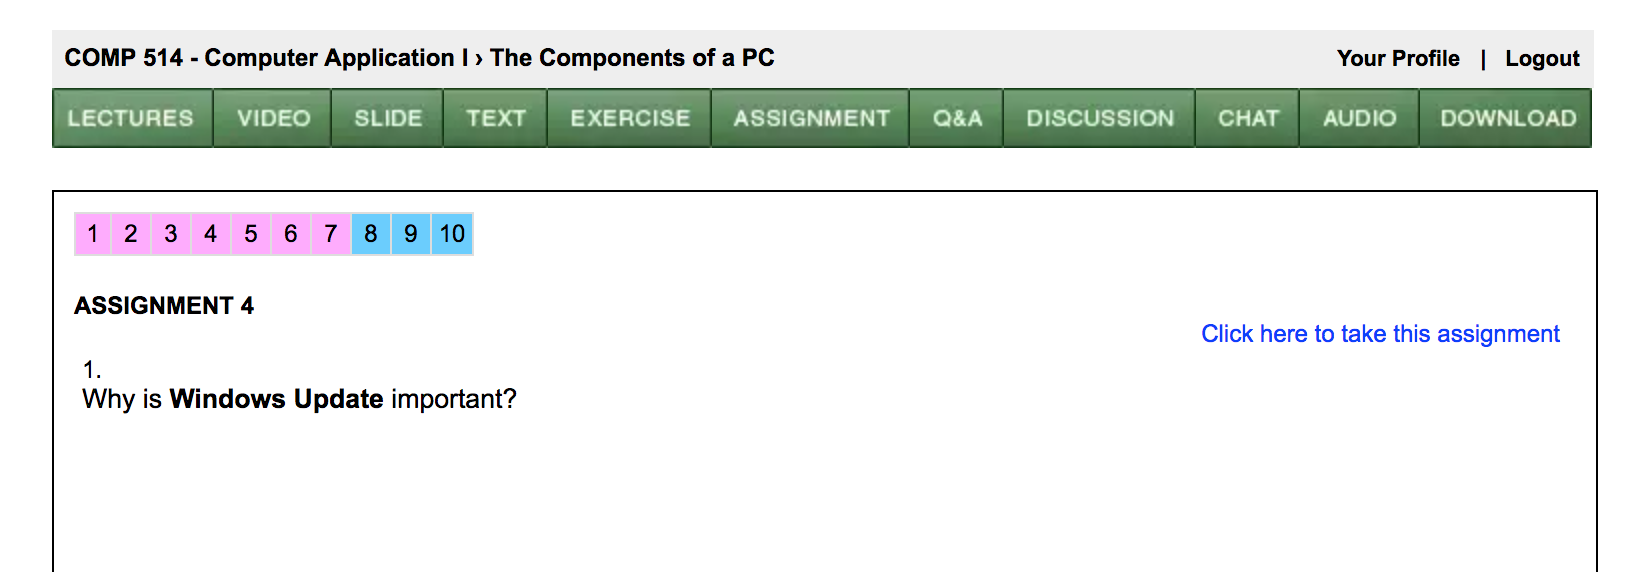 COMP 514 - Computer Application I › The Components of a PC
Your Profile | Logout
LECTURES VIDEO SLIDE TEXT EXERCISE ASSIGNMENT Q&A DISCUSSION CHAT AUDIO DOWNLOAD
1 2 3 4 5 6 7 8 9 10
ASSIGNMENT 4
Click here to take this assignment
1.
Why is Windows Update important?